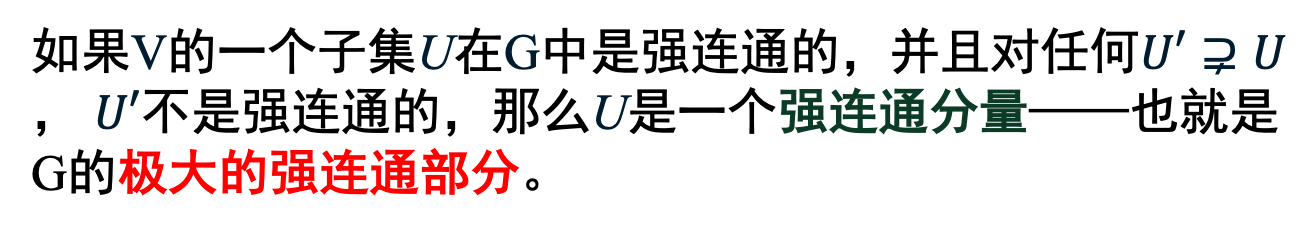 如果V的一个子集U在G中是强连通的，并且对任何U′ ⊋ U
， U′不是强连通的，那么U是一个强连通分量——也就是
G的极大的强连通部分。